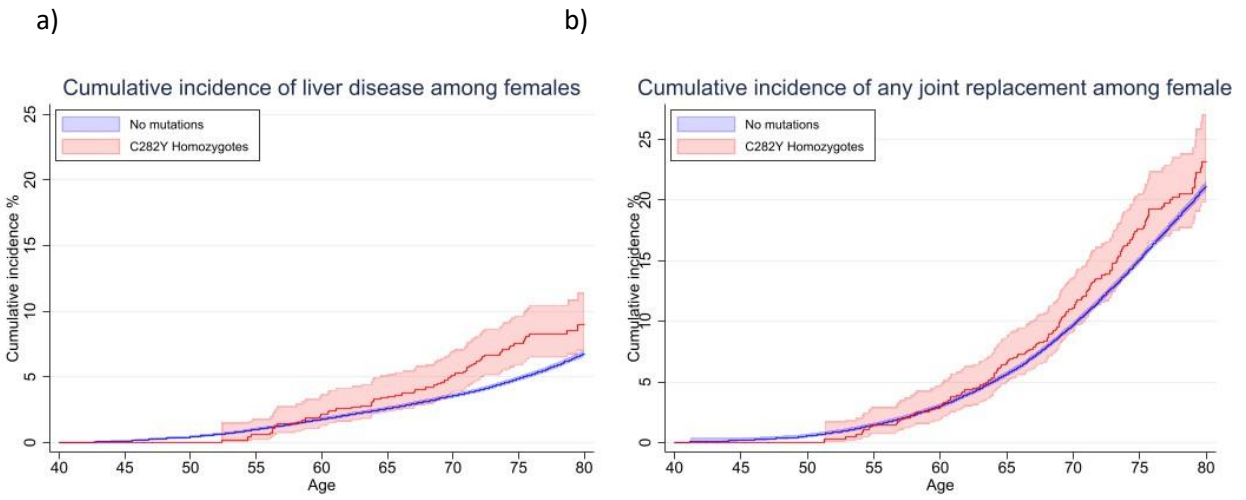 a)
b)
Cumulative incidence of liver disease among females
Cumulative incidence of any joint replacement among female
No mutations
C282Y Homozygotes
No mutations
C282Y Homozygotes
Cumulative incidence %
25
20
15
10
5
0
40 45 50 55 60 65 70 75 80
Age
Cumulative incidence %
25
20
15
10
5
0
40 45 50 55 60 65 70 75 80
Age